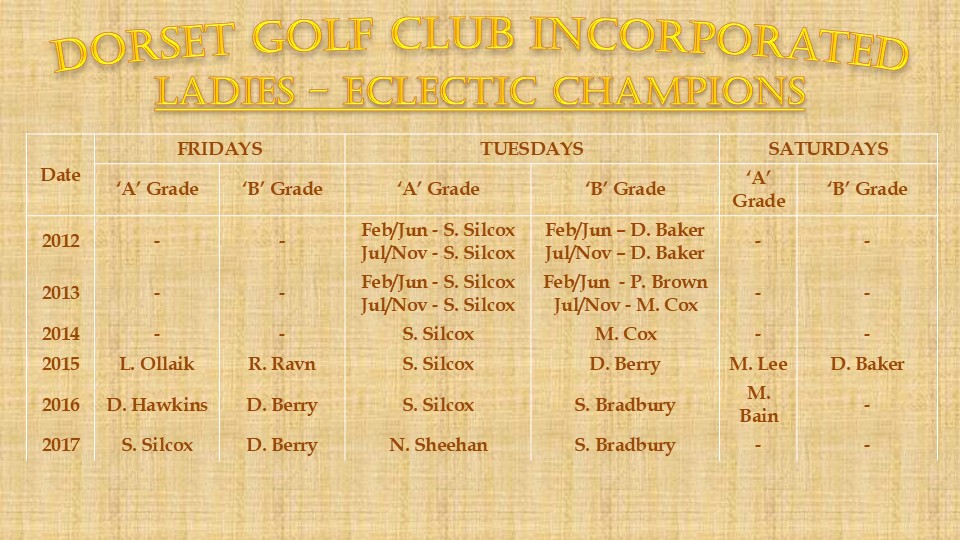 DORSET GOLF CLUB INCORPORATED
LADIES – ECLECTIC CHAMPIONS
Date FRIDAYS TUESDAYS SATURDAYS
‘A’ Grade ‘B’ Grade ‘A’ Grade ‘B’ Grade ‘A’ Grade ‘B’ Grade
2012 - - Feb/Jun - S. Silcox Feb/Jun – D. Baker - -
Jul/Nov - S. Silcox Jul/Nov – D. Baker
2013 - - Feb/Jun - S. Silcox Feb/Jun - P. Brown - -
Jul/Nov - S. Silcox Jul/Nov - M. Cox
2014 - - S. Silcox M. Cox - -
2015 L. Ollaik R. Ravn S. Silcox D. Berry M. Lee D. Baker
2016 D. Hawkins D. Berry S. Silcox S. Bradbury M. Bain -
2017 S. Silcox D. Berry N. Sheehan S. Bradbury - -